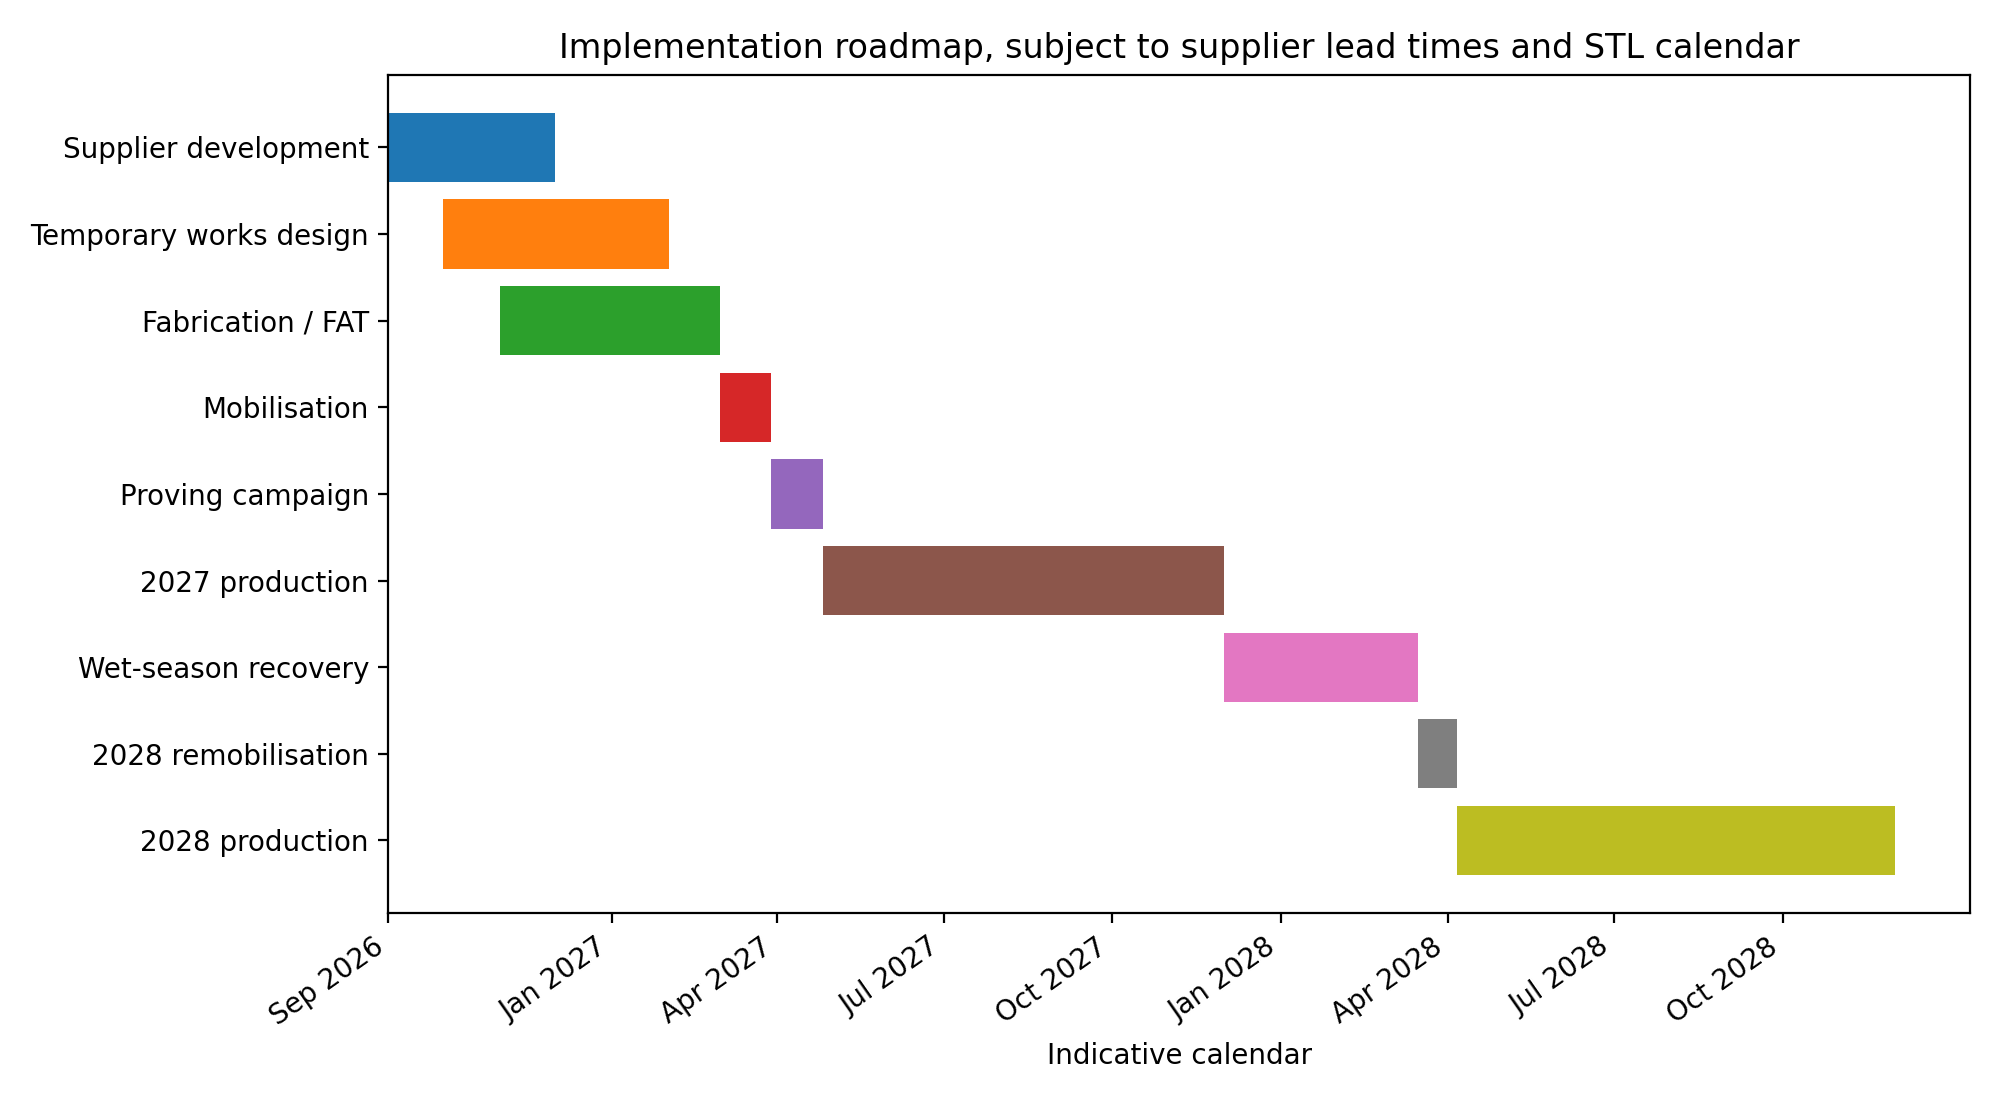 Implementation roadmap, subject to supplier lead times and STL calendar
Supplier development
Temporary works design
Fabrication / FAT
Mobilisation
Proving campaign
2027 production
Wet-season recovery
2028 remobilisation
2028 production
Sep 2026
Jan 2027
Apr 2027
Jul 2027
Oct 2027
Jan 2028
Apr 2028
Jul 2028
Oct 2028
Indicative calendar